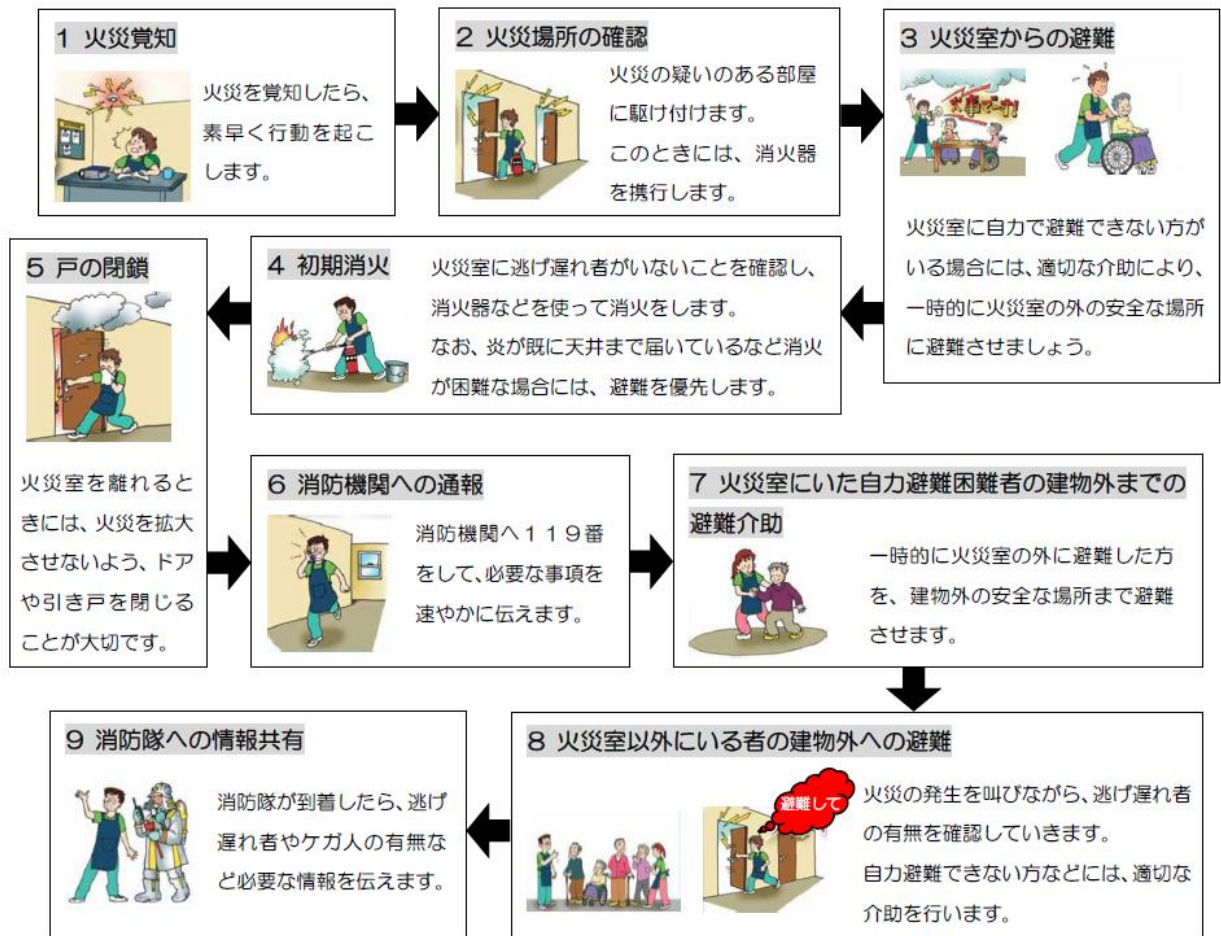 1 火災覚知
火災を覚知したら、
素早く行動を起こ
します。
2 火災場所の確認
火災の疑いのある部屋
に駆け付けます。
このときには、消火器
を携行します。
3 火災室からの避難
火事でーす!
火災室に自力で避難できない方が
いる場合には、適切な介助により、
一時的に火災室の外の安全な場所
に避難させましょう。
4 初期消火
火災室に逃げ遅れ者がいないことを確認し、
消火器などを使って消火をします。
なお、炎が既に天井まで届いているなど消火
が困難な場合には、避難を優先します。
5 戸の閉鎖
火災室を離れると
きには、火災を拡大
させないよう、ドア
や引き戸を閉じる
ことが大切です。
6 消防機関への通報
消防機関へ119番
をして、必要な事項を
速やかに伝えます。
7 火災室にいた自力避難困難者の建物外までの
避難介助
一時的に火災室の外に避難した方
を、建物外の安全な場所まで避難
させます。
8 火災室以外にいる者の建物外への避難
避難して
火災の発生を叫びながら、逃げ遅れ者
の有無を確認していきます。
自力避難できない方などには、適切な
介助を行います。
9 消防隊への情報共有
消防隊が到着したら、逃げ
遅れ者やケガ人の有無な
ど必要な情報を伝えます。